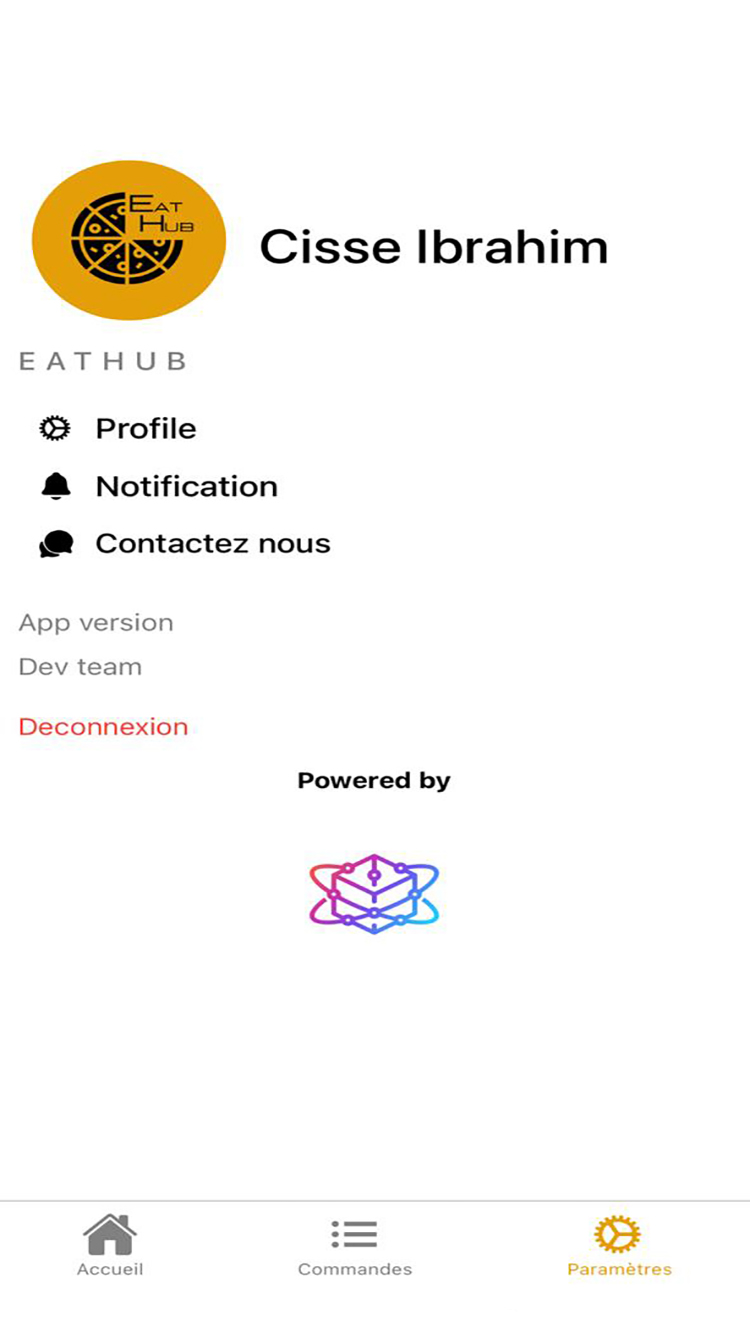 EAT
HUB
Cisse Ibrahim
EATHUB
Profile
Notification
Contactez nous
App version
Dev team
Deconnexion
Powered by
Accueil
Commandes
Paramètres